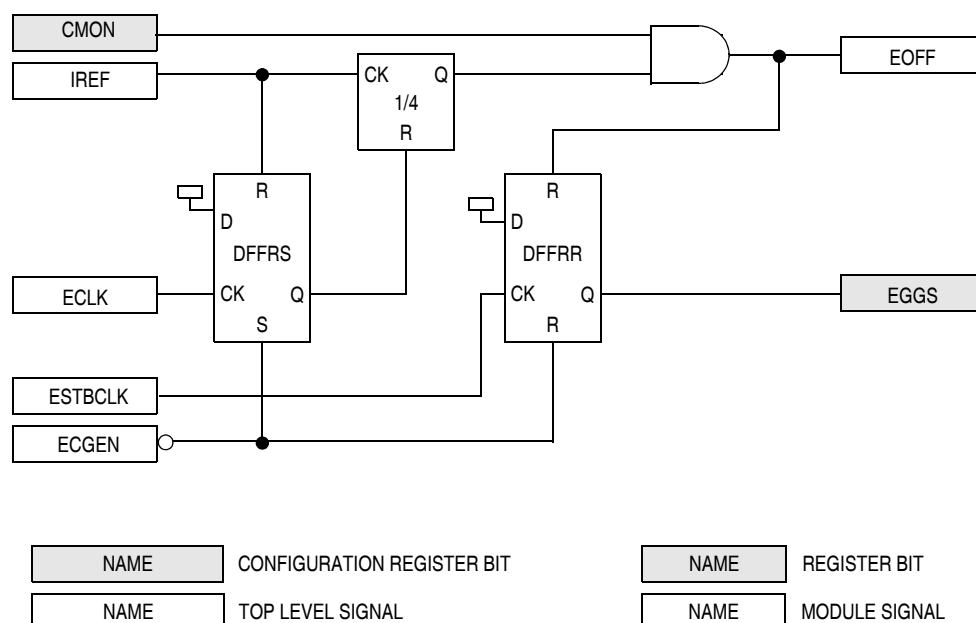 CMON
EOFF
IREF
CK Q
1/4
R
R
R
D
D
DFFRS
DFFRR
ECLK
CK Q
CK Q
EGGS
S
R
ESTBCLK
ECGEN
NAME CONFIGURATION REGISTER BIT
NAME REGISTER BIT
NAME TOP LEVEL SIGNAL
NAME MODULE SIGNAL